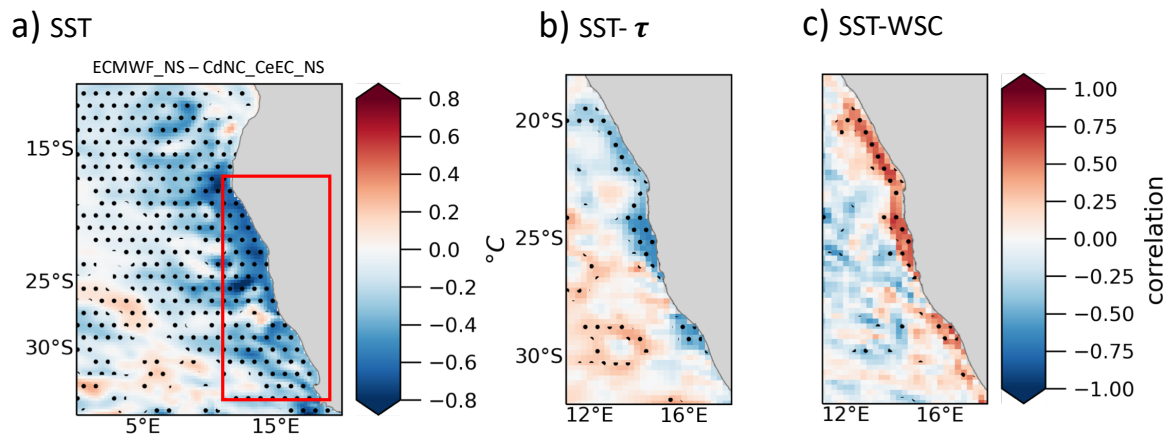 a) SST
b) SST- τ
c) SST-WSC
ECMWF_NS – CdNC_CeEC_NS
15°S
20°S
25°S
30°S
5°E
15°E
0.8
0.6
0.4
0.2
0.0
−0.2
−0.4
−0.6
−0.8
°C
20°S
25°S
30°S
12°E
16°E
12°E
16°E
1.00
0.75
0.50
0.25
0.00
−0.25
−0.50
−0.75
−1.00
correlation